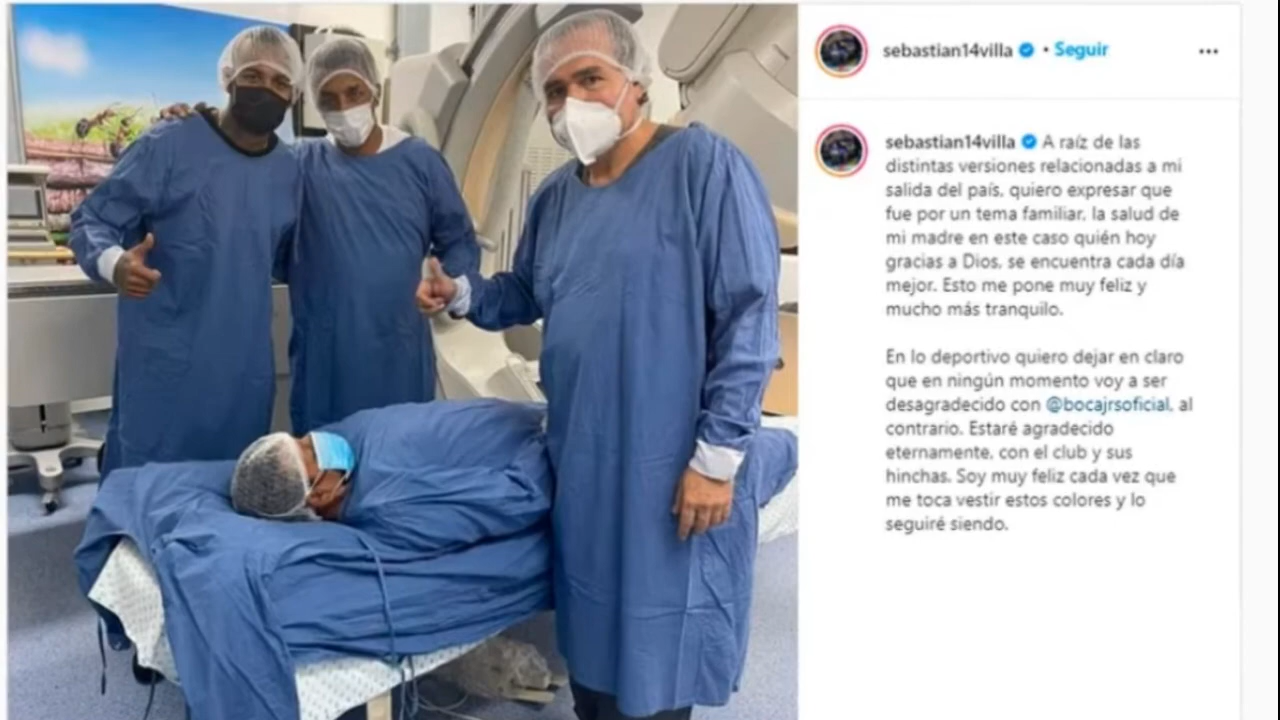 sebastian14villa • Seguir
sebastian14villa A raíz de las
distintas versiones relacionadas a mi
salida del país, quiero expresar que
fue por un tema familiar, la salud de
mi madre en este caso quién hoy
gracias a Dios, se encuentra cada día
mejor. Esto me pone muy feliz y
mucho más tranquilo.
En lo deportivo quiero dejar en claro
que en ningún momento voy a ser
desagradecido con @bocajrsoficial, al
contrario. Estaré agradecido
eternamente, con el club y sus
hinchas. Soy muy feliz cada vez que
me toca vestir estos colores y lo
seguiré siendo.